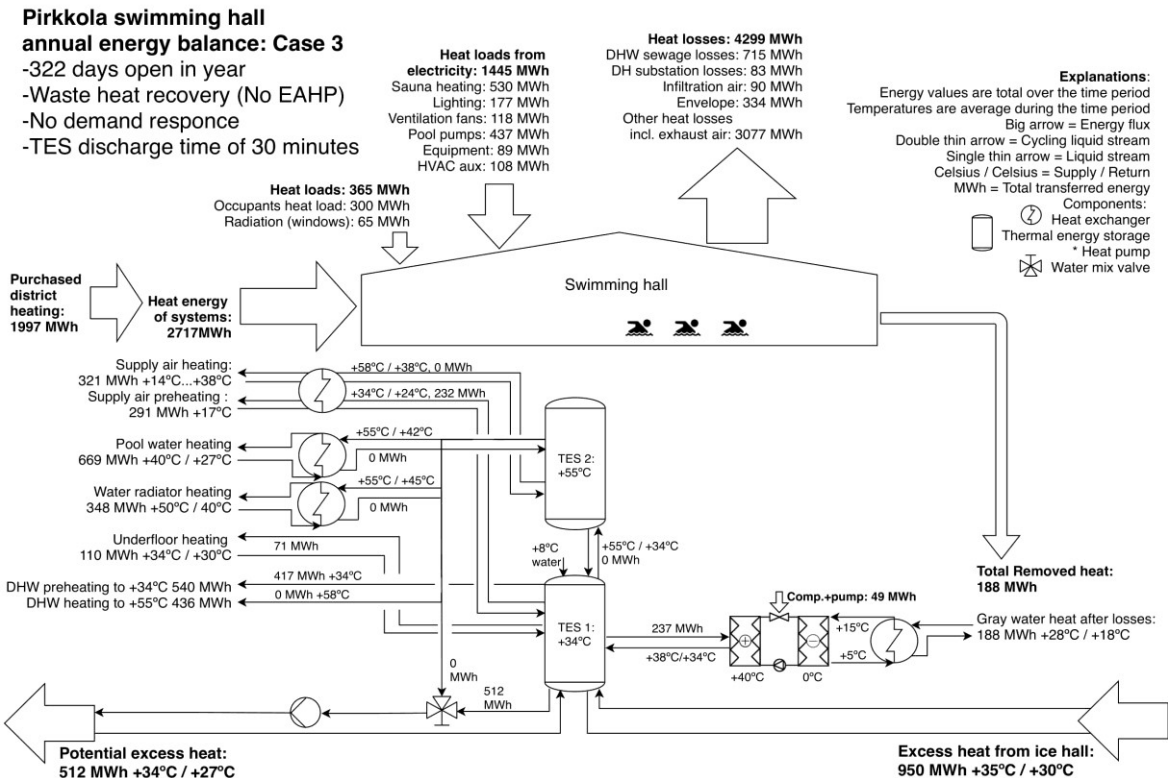 Pirkkola swimming hall
annual energy balance: Case 3
-322 days open in year
-Waste heat recovery (No EAHP)
-No demand responce
-TES discharge time of 30 minutes
Heat loads from
electricity: 1445 MWh
Sauna heating: 530 MWh
Lighting: 177 MWh
Ventilation fans: 118 MWh
Pool pumps: 437 MWh
Equipment: 89 MWh
HVAC aux: 108 MWh
Heat losses: 4299 MWh
DHW sewage losses: 715 MWh
DH substation losses: 83 MWh
Infiltration air: 90 MWh
Envelope: 334 MWh
Other heat losses
incl. exhaust air: 3077 MWh
Explanations:
Energy values are total over the time period
Temperatures are average during the time period
Big arrow = Energy flux
Double thin arrow = Cycling liquid stream
Single thin arrow = Liquid stream
Celsius / Celsius = Supply / Return
MWh = Total transferred energy
Components:
Heat exchanger
Thermal energy storage
* Heat pump
Water mix valve
Heat loads: 365 MWh
Occupants heat load: 300 MWh
Radiation (windows): 65 MWh
Purchased
district
heating:
1997 MWh
Heat energy
of systems:
2717MWh
Swimming hall
Supply air heating:
321 MWh +14ºC...+38ºC
Supply air preheating :
291 MWh +17ºC
+58ºC / +38ºC, 0 MWh
+34ºC / +24ºC, 232 MWh
Pool water heating
669 MWh +40ºC / +27ºC
+55ºC / +42ºC
0 MWh
Water radiator heating
348 MWh +50ºC / 40ºC
+55ºC / +45ºC
0 MWh
TES 2:
+55ºC
Underfloor heating
110 MWh +34ºC / +30ºC
71 MWh
+8ºC
water
+55ºC / +34ºC
0 MWh
DHW preheating to +34ºC 540 MWh
DHW heating to +55ºC 436 MWh
417 MWh +34ºC
0 MWh +58ºC
TES 1:
+34ºC
237 MWh
+38ºC/+34ºC
Comp.+pump: 49 MWh
+40ºC
0ºC
+15ºC
+5ºC
Total Removed heat:
188 MWh
Gray water heat after losses:
188 MWh +28ºC / +18ºC
0
MWh
512
MWh
Potential excess heat:
512 MWh +34ºC / +27ºC
Excess heat from ice hall:
950 MWh +35ºC / +30ºC